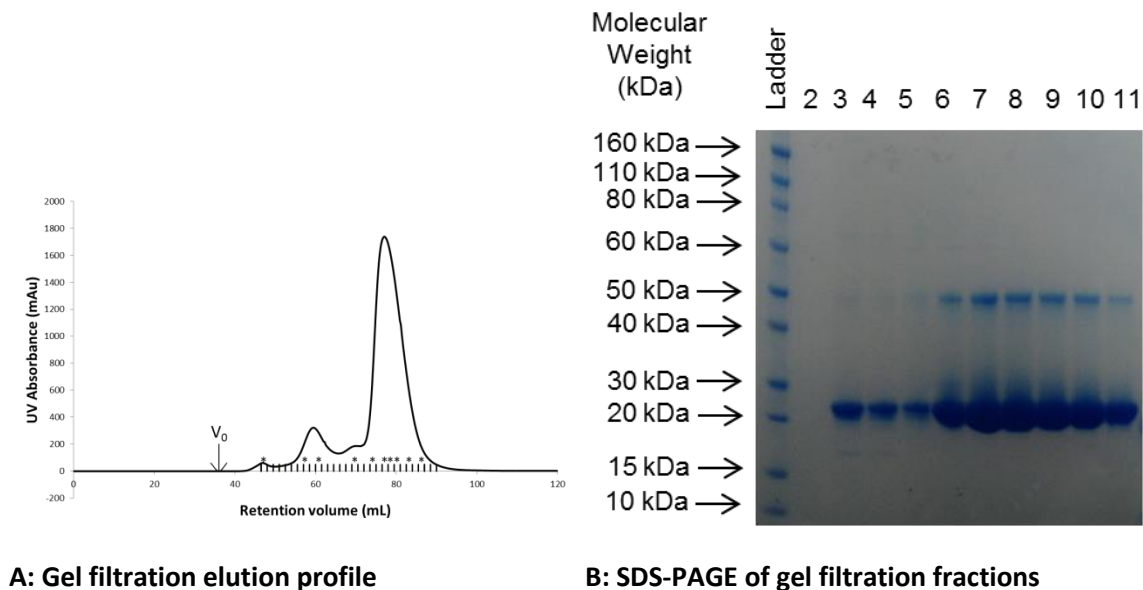 Molecular
Weight
(kDa)
Ladder
2 3 4 5 6 7 8 9 10 11
160 kDa
110 kDa
80 kDa
60 kDa
50 kDa
40 kDa
30 kDa
20 kDa
15 kDa
10 kDa
UV Absorbance (mAu)
2000
1800
1600
1400
1200
1000
800
600
400
200
0
-200
V0
* * * * * * * * * *
0 20 40 60 80 100 120
Retention volume (mL)
A: Gel filtration elution profile
B: SDS-PAGE of gel filtration fractions